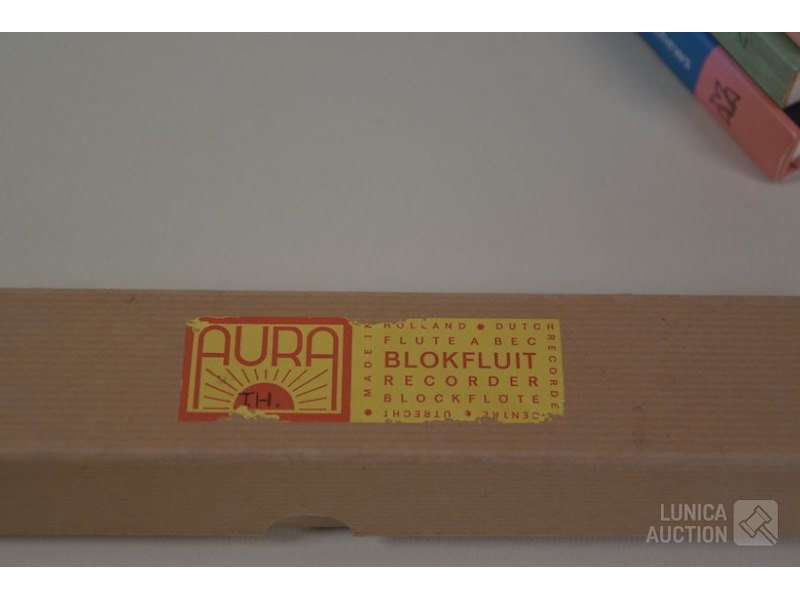 AURA
TH.
MADE IN HOLLAND ● DUTCH RECORDER CENTRE ● UTRECHT ●
FLUTE A BEC
BLOKFLUIT
RECORDER
BLOCKFLÖTE
LUNICA
AUCTION